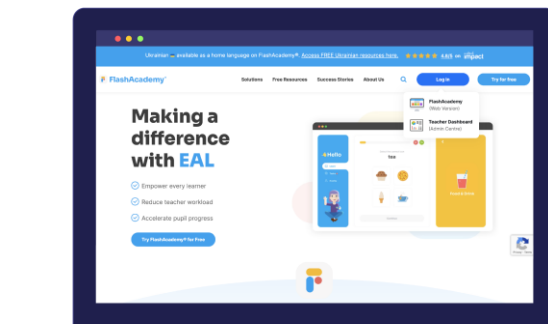 Ukrainian available as a home language on FlashAcademy®. Access FREE Ukrainian resources here.
4.8/5 on impact
FlashAcademy®
Solutions Free Resources Success Stories About Us Log in Try for free
FlashAcademy
(Web Version)
Teacher Dashboard
(Admin Centre)
Making a
difference
with EAL
Empower every learner
Reduce teacher workload
Accelerate pupil progress
Try FlashAcademy® for Free
Hello
tea